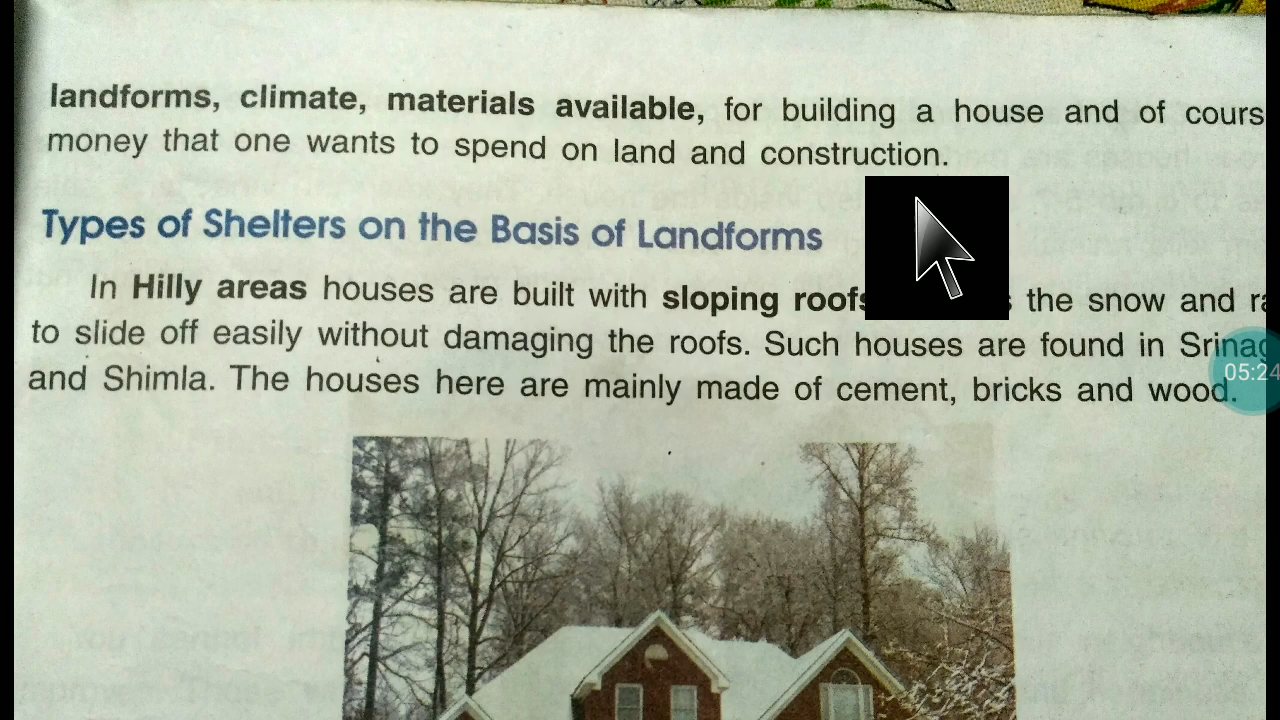 landforms, climate, materials available, for building a house and of cours
money that one wants to spend on land and construction.
Types of Shelters on the Basis of Landforms
In Hilly areas houses are built with sloping roofs the snow and ra
to slide off easily without damaging the roofs. Such houses are found in Srinag
and Shimla. The houses here are mainly made of cement, bricks and wood.
05:24